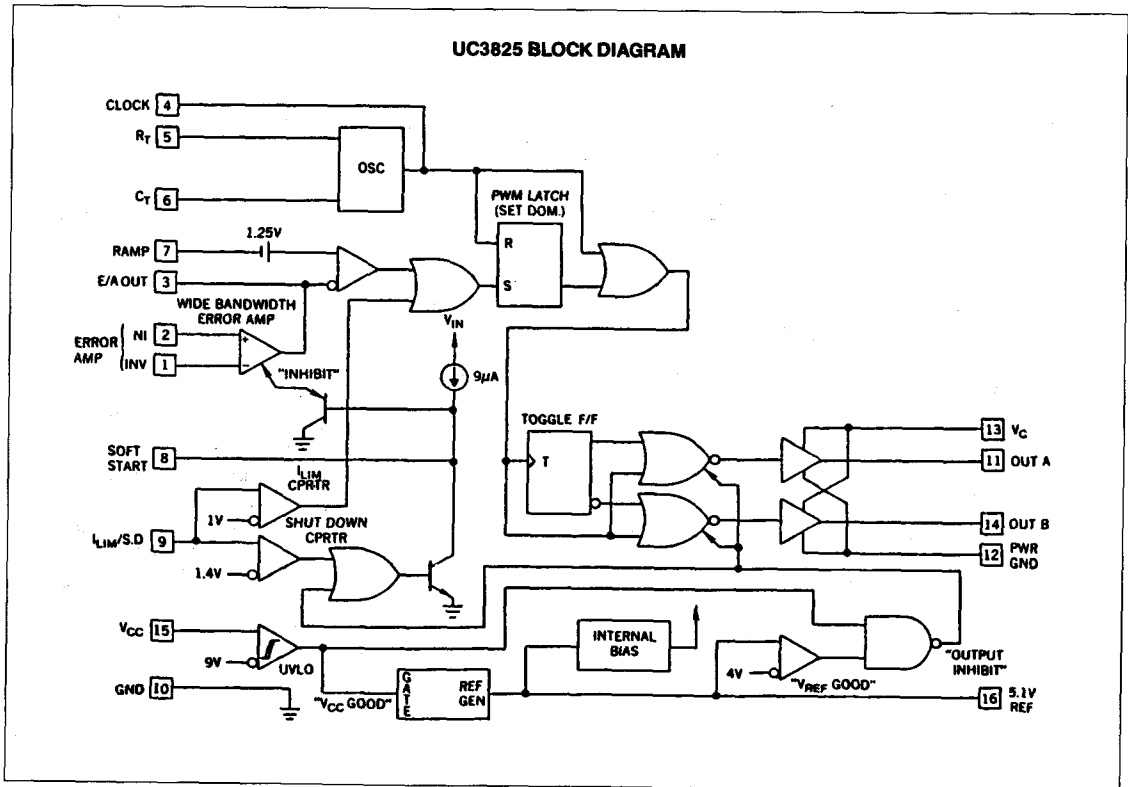 UC3825 BLOCK DIAGRAM
CLOCK 4
RT 5
OSC
CT 6
PWM LATCH
(SET DOM.)
R
S
1.25V
RAMP 7
E/A OUT 3
WIDE BANDWIDTH
ERROR AMP
VIN
ERROR
AMP
NI 2
INV 1
+
−
"INHIBIT"
9µA
TOGGLE F/F
T
13 VC
11 OUT A
SOFT
START 8
ILIM
CPRTR
1V
SHUT DOWN
CPRTR
14 OUT B
ILIM/S.D 9
12 PWR
GND
1.4V
VCC 15
INTERNAL
BIAS
9V
UVLO
4V
"OUTPUT
INHIBIT"
GND 10
"VCC GOOD"
GATE
REF
GEN
"VREF GOOD"
16 5.1V
REF